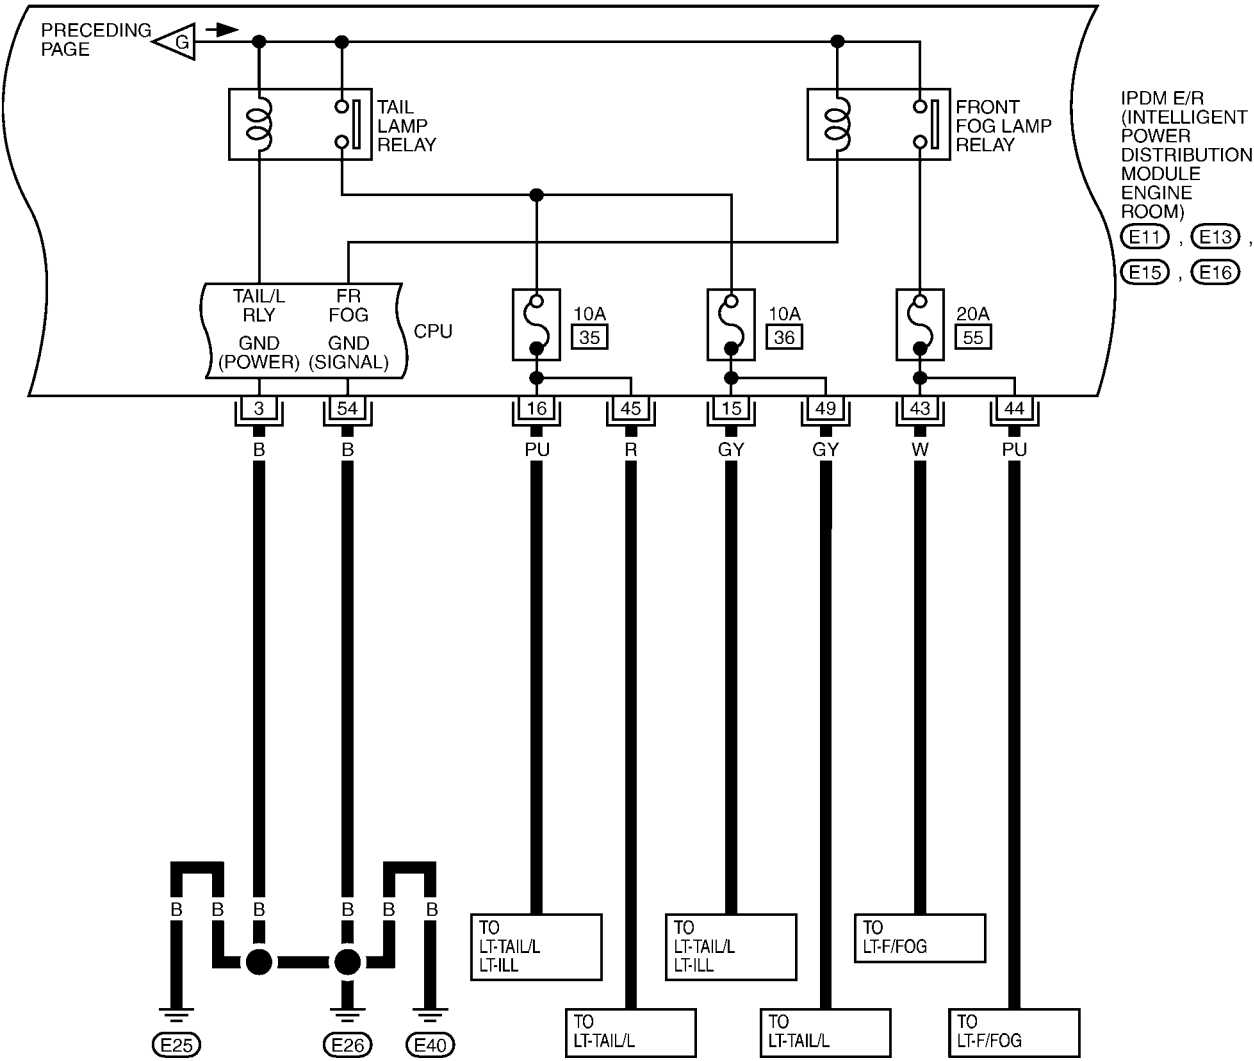 PRECEDING
PAGE
G
TAIL
LAMP
RELAY
FRONT
FOG LAMP
RELAY
IPDM E/R
(INTELLIGENT
POWER
DISTRIBUTION
MODULE
ENGINE
ROOM)
E11 , E13 ,
E15 , E16
TAIL/L
RLY
GND
(POWER)
FR
FOG
GND
(SIGNAL)
CPU
10A
35
10A
36
20A
55
3 54 16 45 15 49 43 44
B B PU R GY GY W PU
B B B B B B
TO
LT-TAIL/L
LT-ILL
TO
LT-TAIL/L
LT-ILL
TO
LT-F/FOG
TO
LT-TAIL/L
TO
LT-TAIL/L
TO
LT-F/FOG
E25 E26 E40